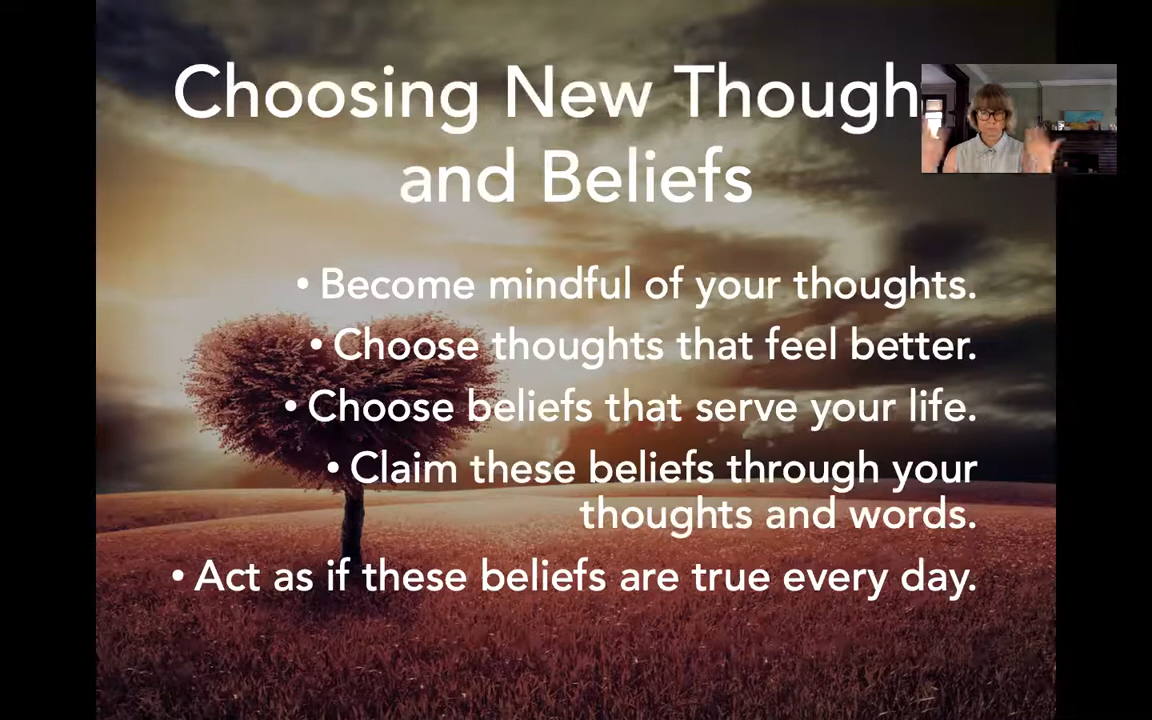 Choosing New Though
and Beliefs
• Become mindful of your thoughts.
• Choose thoughts that feel better.
• Choose beliefs that serve your life.
• Claim these beliefs through your
thoughts and words.
• Act as if these beliefs are true every day.